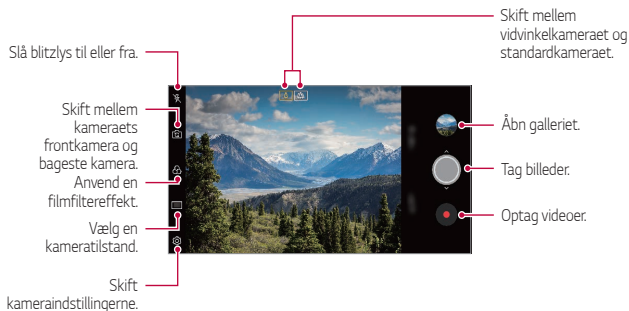 Skift mellem
vidvinkelkameraet og
standardkameraet.
Slå blitzlys til eller fra.
Skift mellem
kameraets
frontkamera og
bageste kamera.
Anvend en
filmfiltereffekt.
Vælg en
kameratilstand.
Skift
kameraindstillingerne.
Åbn galleriet.
Tag billeder.
Optag videoer.